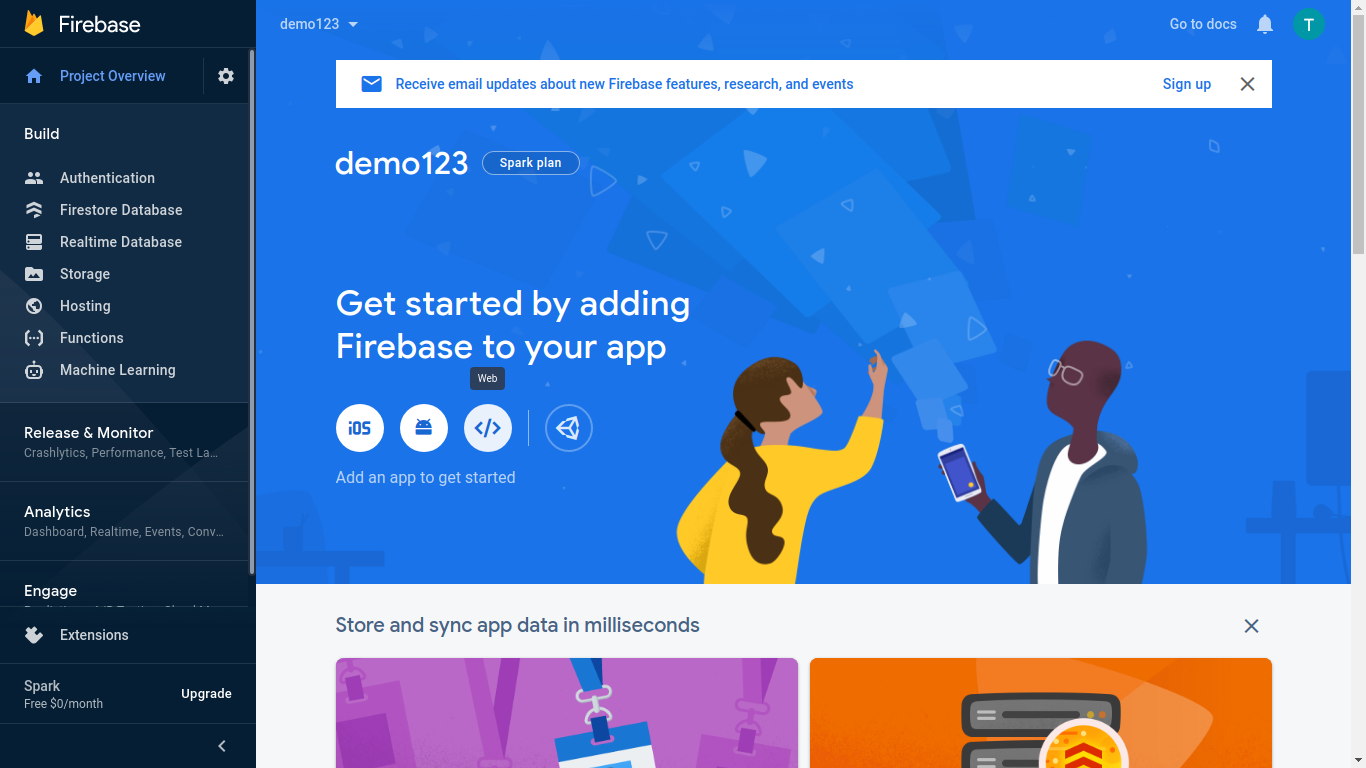 Firebase
demo123
Go to docs
T
Project Overview
Receive email updates about new Firebase features, research, and events
Sign up
Build
demo123
Spark plan
Authentication
Firestore Database
Realtime Database
Storage
Hosting
Functions
Machine Learning
Get started by adding
Firebase to your app
Web
iOS
Add an app to get started
Release & Monitor
Crashlytics, Performance, Test La...
Analytics
Dashboard, Realtime, Events, Conv...
Engage
Extensions
Store and sync app data in milliseconds
Spark
Free $0/month
Upgrade